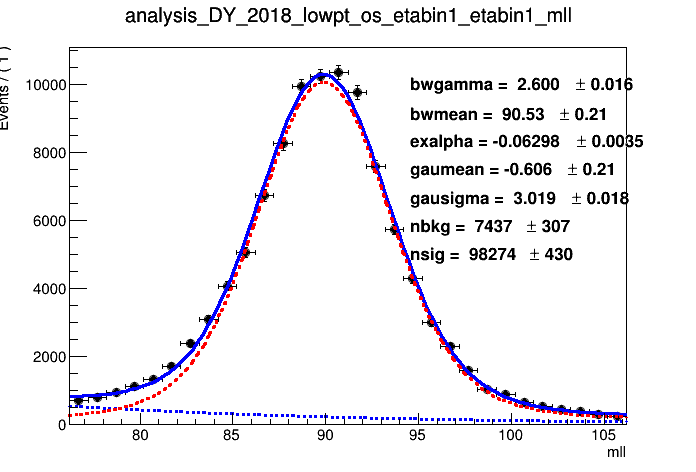 analysis_DY_2018_lowpt_os_etabin1_etabin1_mll
Events / ( 1 )
10000
8000
6000
4000
2000
0
bwgamma = 2.600 ± 0.016
bwmean = 90.53 ± 0.21
exalpha = -0.06298 ± 0.0035
gaumean = -0.606 ± 0.21
gausigma = 3.019 ± 0.018
nbkg = 7437 ± 307
nsig = 98274 ± 430
80 85 90 95 100 105
mll